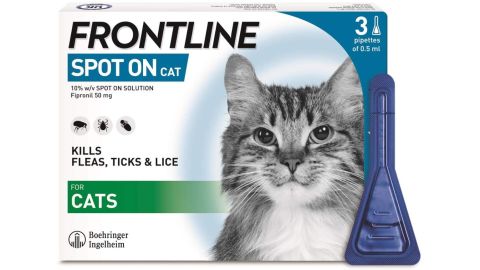 FRONTLINE
SPOT ON CAT
10% w/v SPOT ON SOLUTION
Fipronil 50 mg
KILLS
FLEAS, TICKS & LICE
FOR
CATS
Boehringer
Ingelheim
3 pipettes
of 0.5 ml